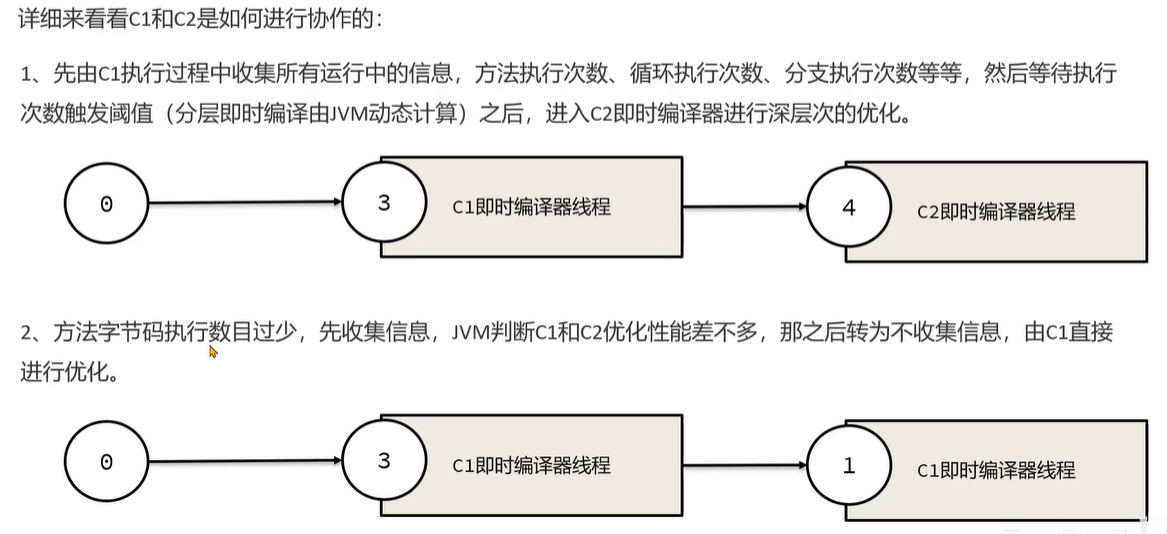 详细来看看C1和C2是如何进行协作的：
1、先由C1执行过程中收集所有运行中的信息，方法执行次数、循环执行次数、分支执行次数等等，然后等待执行
次数触发阈值（分层即时编译由JVM动态计算）之后，进入C2即时编译器进行深层次的优化。
0
3
C1即时编译器线程
4
C2即时编译器线程
2、方法字节码执行数目过少，先收集信息，JVM判断C1和C2优化性能差不多，那之后转为不收集信息，由C1直接
进行优化。
0
3
C1即时编译器线程
1
C1即时编译器线程